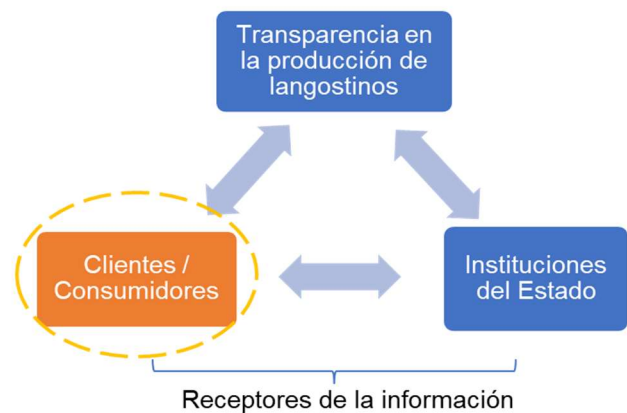 Transparencia en
la producción de
langostinos
Clientes /
Consumidores
Instituciones
del Estado
Receptores de la información